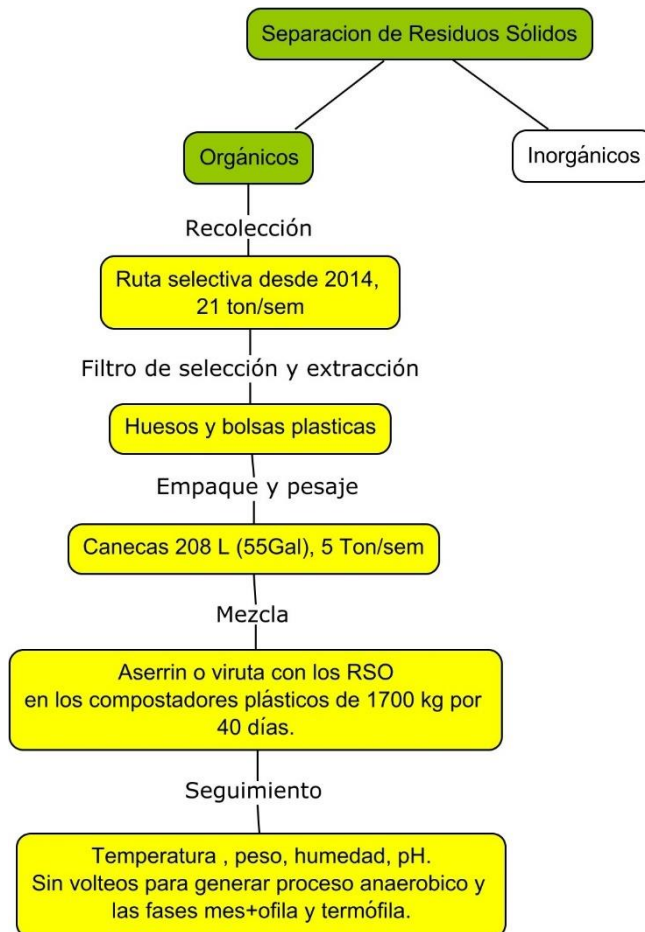 Separacion de Residuos Sólidos
Orgánicos
Inorgánicos
Recolección
Ruta selectiva desde 2014,
21 ton/sem
Filtro de selección y extracción
Huesos y bolsas plasticas
Empaque y pesaje
Canecas 208 L (55Gal), 5 Ton/sem
Mezcla
Aserrin o viruta con los RSO
en los compostadores plásticos de 1700 kg por
40 días.
Seguimiento
Temperatura , peso, humedad, pH.
Sin volteos para generar proceso anaerobico y
las fases mes+ofila y termófila.